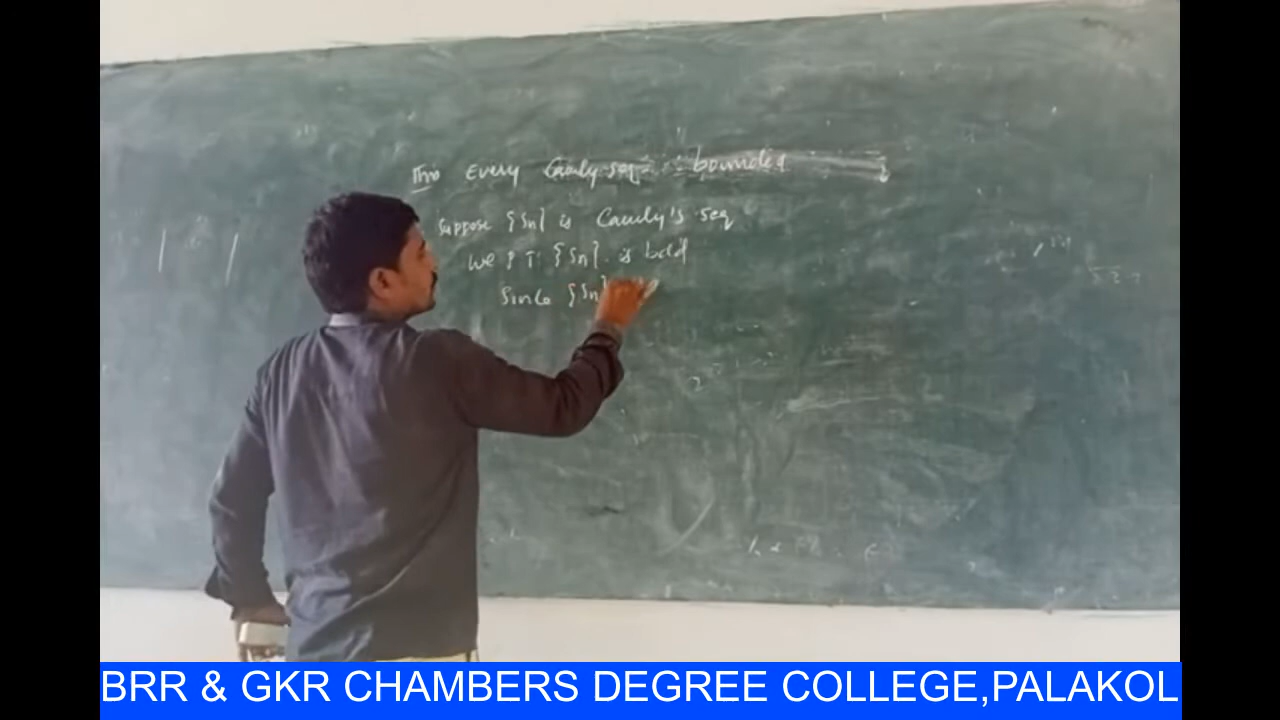 Thm Every Cauchy seq is bounded
Suppose {Sn} is Cauchy's seq
We P T {Sn} is bdd
Since {Sn}
BRR & GKR CHAMBERS DEGREE COLLEGE,PALAKOL